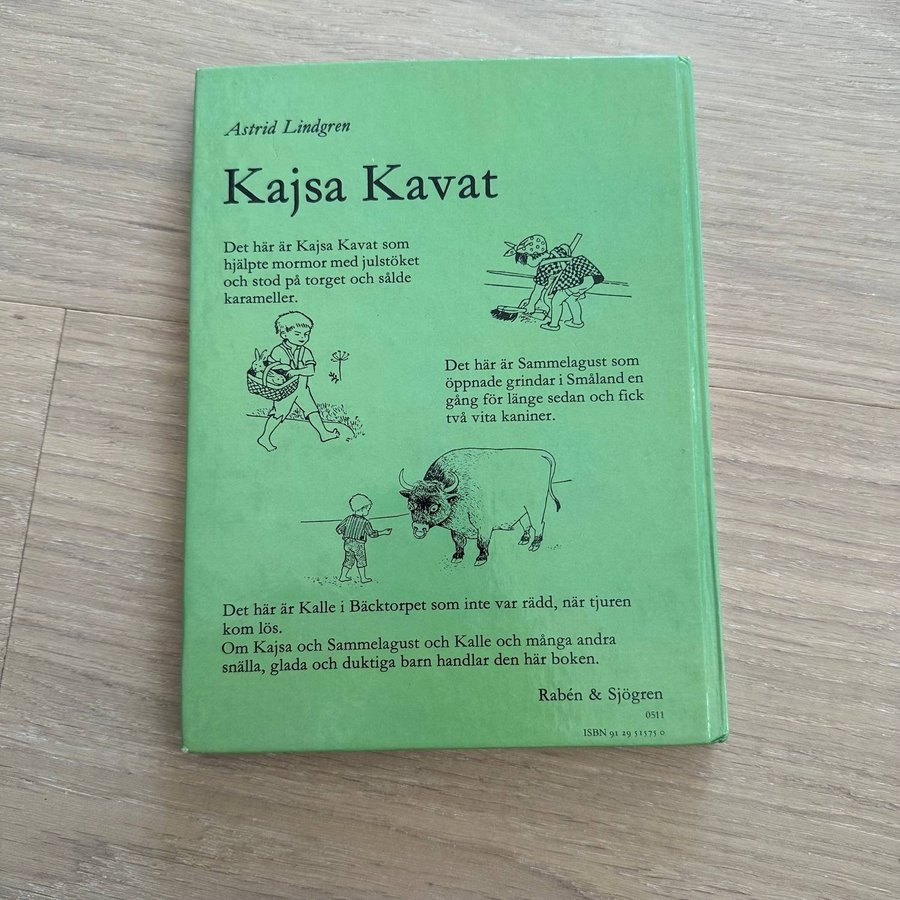 Astrid Lindgren
Kajsa Kavat
Det här är Kajsa Kavat som
hjälpte mormor med julstöket
och stod på torget och sålde
karameller.
Det här är Sammelagust som
öppnade grindar i Småland en
gång för länge sedan och fick
två vita kaniner.
Det här är Kalle i Bäcktorpet som inte var rädd, när tjuren
kom lös.
Om Kajsa och Sammelagust och Kalle och många andra
snälla, glada och duktiga barn handlar den här boken.
Rabén & Sjögren
0511
ISBN 91 29 51575 0